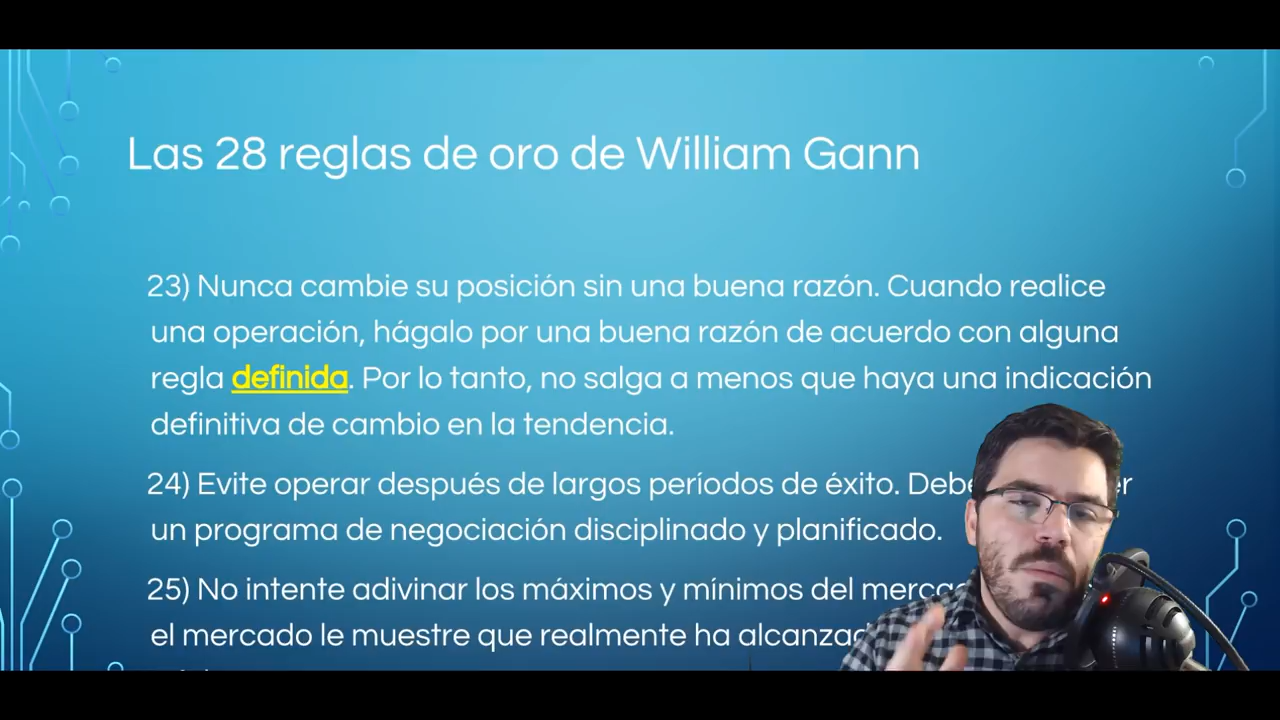 Las 28 reglas de oro de William Gann
23) Nunca cambie su posición sin una buena razón. Cuando realice
una operación, hágalo por una buena razón de acuerdo con alguna
regla definida. Por lo tanto, no salga a menos que haya una indicación
definitiva de cambio en la tendencia.
24) Evite operar después de largos períodos de éxito.
un programa de negociación disciplinado y planificado.
25) No intente adivinar los máximos y mínimos del
el mercado le muestre que realmente ha